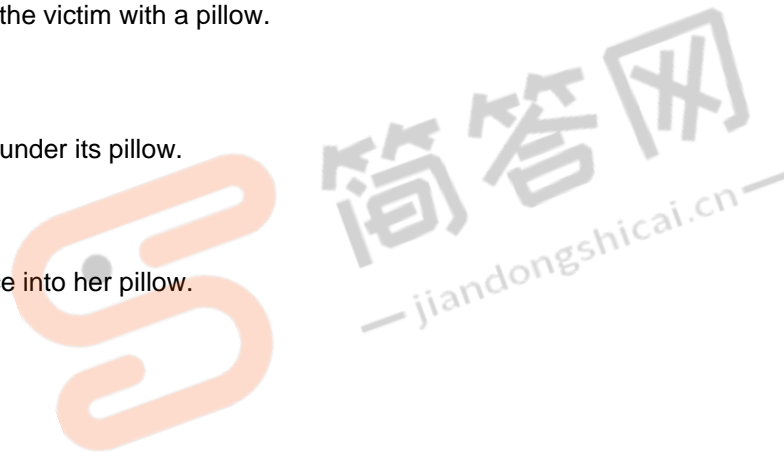 the victim with a pillow.
under its pillow.
e into her pillow.
简答网
jiandongshicai.cn